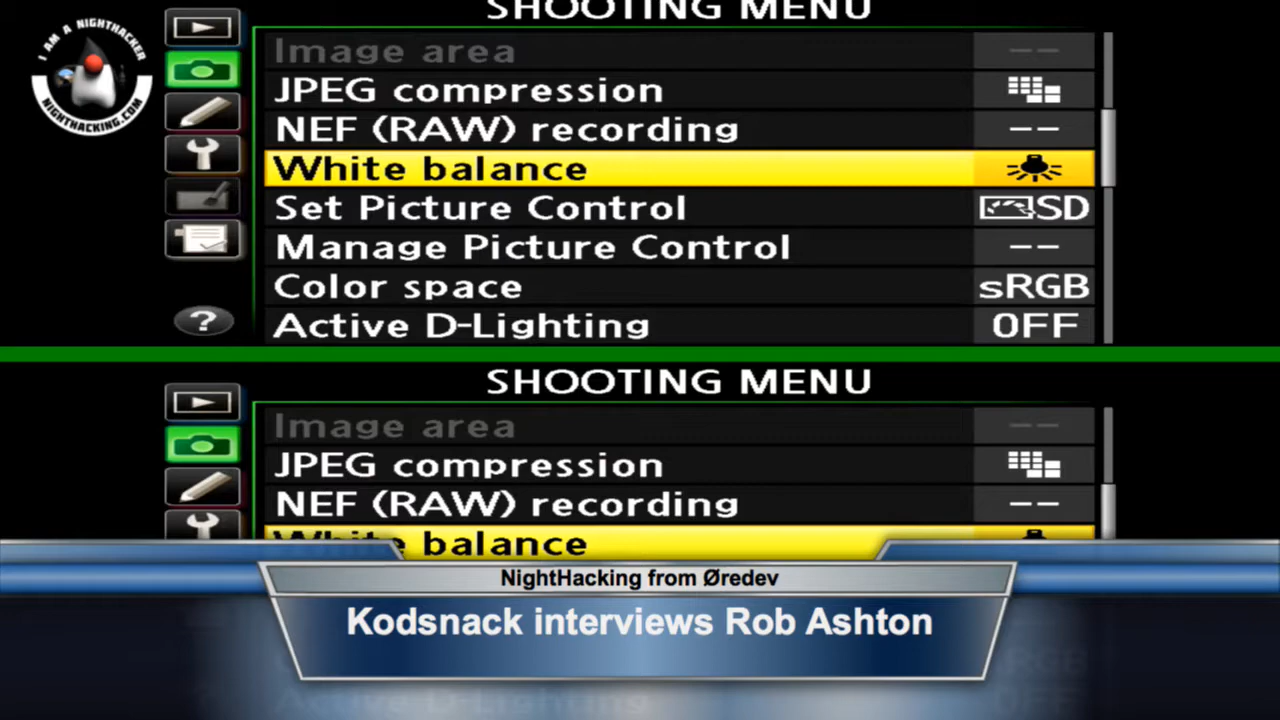 I AM A NIGHTHACKER
NIGHTHACKING.COM
SHOOTING MENU
Image area --
JPEG compression
NEF (RAW) recording --
White balance
Set Picture Control SD
Manage Picture Control --
Color space sRGB
Active D-Lighting OFF
?
SHOOTING MENU
Image area --
JPEG compression
NEF (RAW) recording --
White balance
NightHacking from Øredev
Kodsnack interviews Rob Ashton